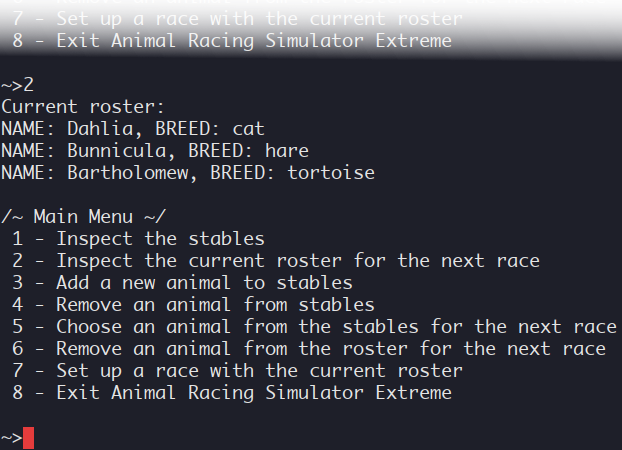 7 - Set up a race with the current roster
8 - Exit Animal Racing Simulator Extreme
~>2
Current roster:
NAME: Dahlia, BREED: cat
NAME: Bunnicula, BREED: hare
NAME: Bartholomew, BREED: tortoise
/~ Main Menu ~/
1 - Inspect the stables
2 - Inspect the current roster for the next race
3 - Add a new animal to stables
4 - Remove an animal from stables
5 - Choose an animal from the stables for the next race
6 - Remove an animal from the roster for the next race
7 - Set up a race with the current roster
8 - Exit Animal Racing Simulator Extreme
~>